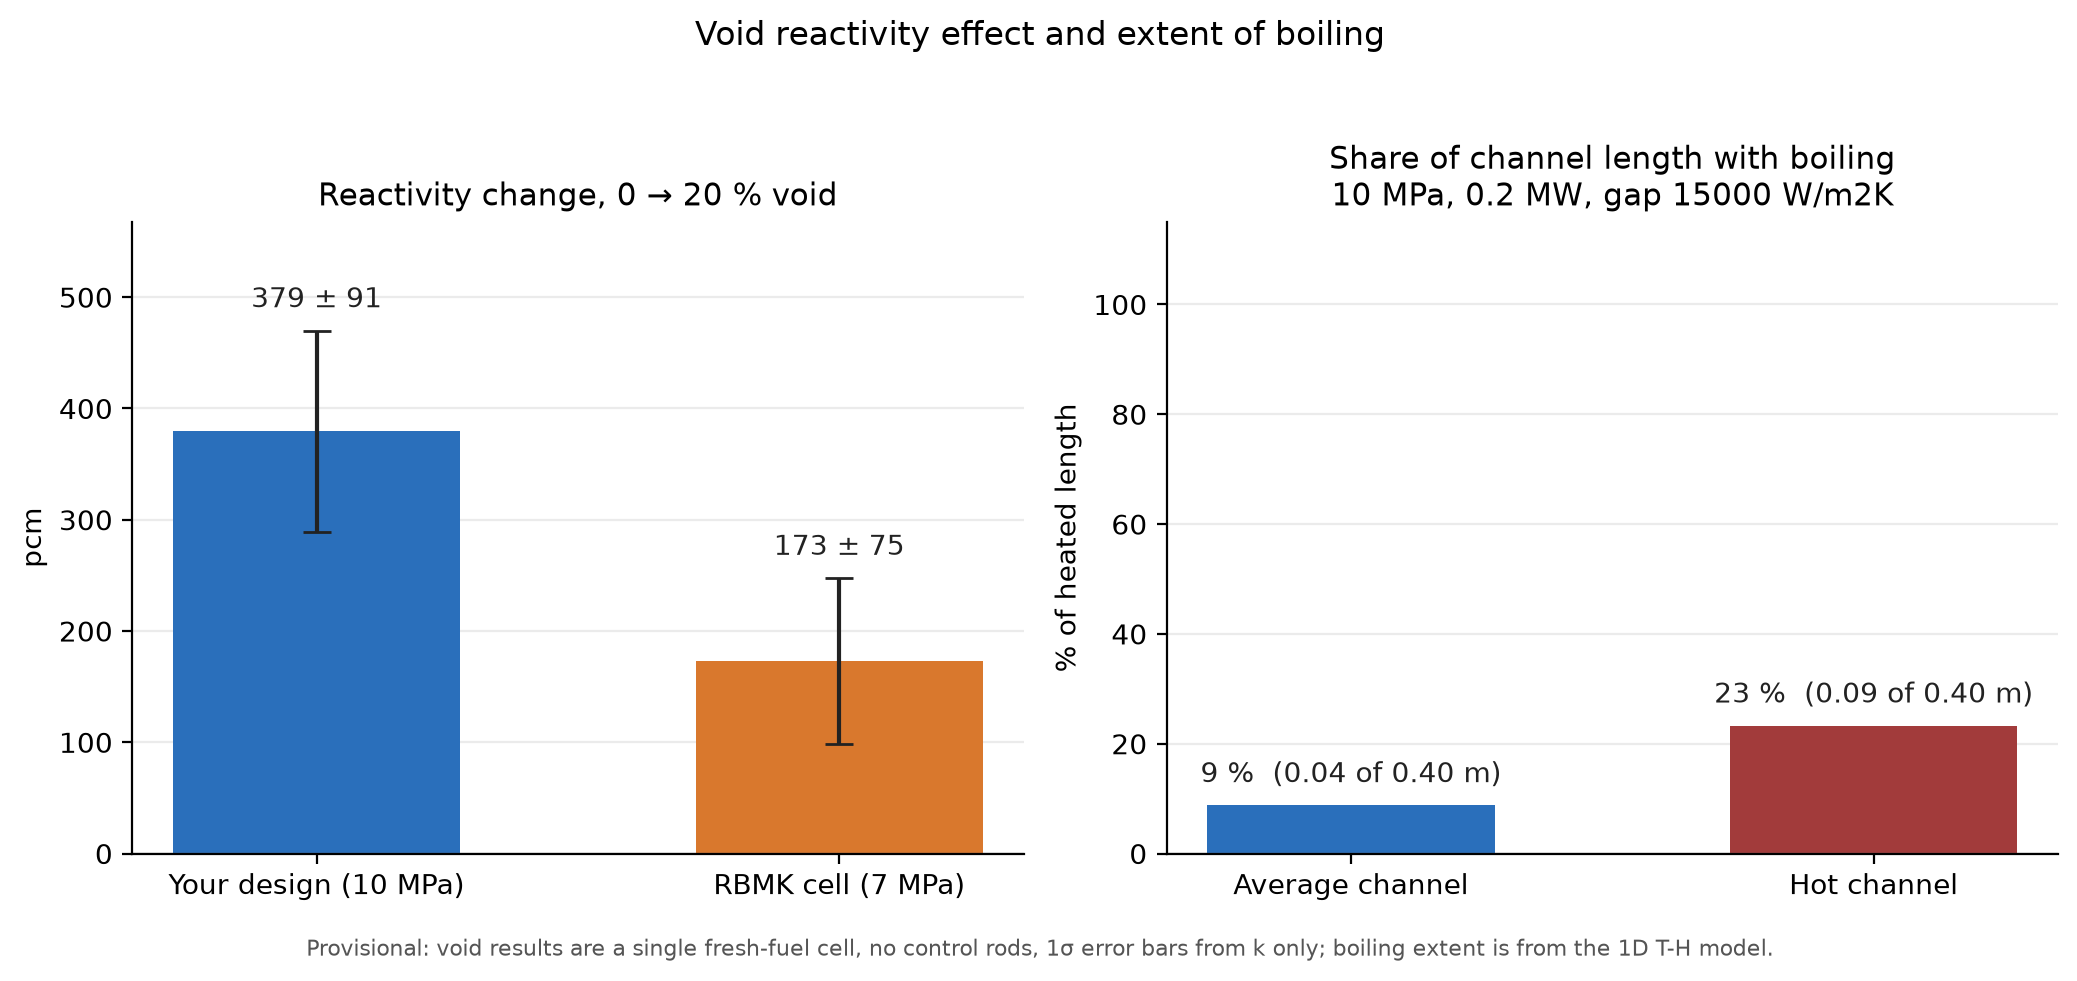 Void reactivity effect and extent of boiling
Reactivity change, 0 → 20 % void
pcm
500
400
300
200
100
0
379 ± 91
173 ± 75
Your design (10 MPa)
RBMK cell (7 MPa)
Share of channel length with boiling
10 MPa, 0.2 MW, gap 15000 W/m2K
% of heated length
100
80
60
40
20
0
9 %  (0.04 of 0.40 m)
23 %  (0.09 of 0.40 m)
Average channel
Hot channel
Provisional: void results are a single fresh-fuel cell, no control rods, 1σ error bars from k only; boiling extent is from the 1D T-H model.